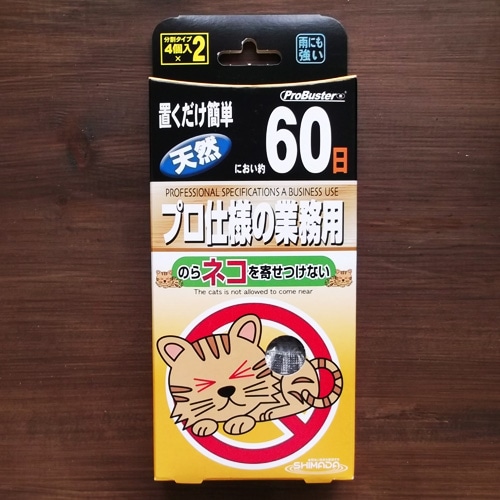 分割タイプ
4個入
×2
雨にも
強い
ProBuster
置くだけ簡単
天然
におい約
60日
PROFESSIONAL SPECIFICATIONS A BUSINESS USE
プロ仕様の業務用
のらネコを寄せつけない
The cats is not allowed to come near
SHIMADA